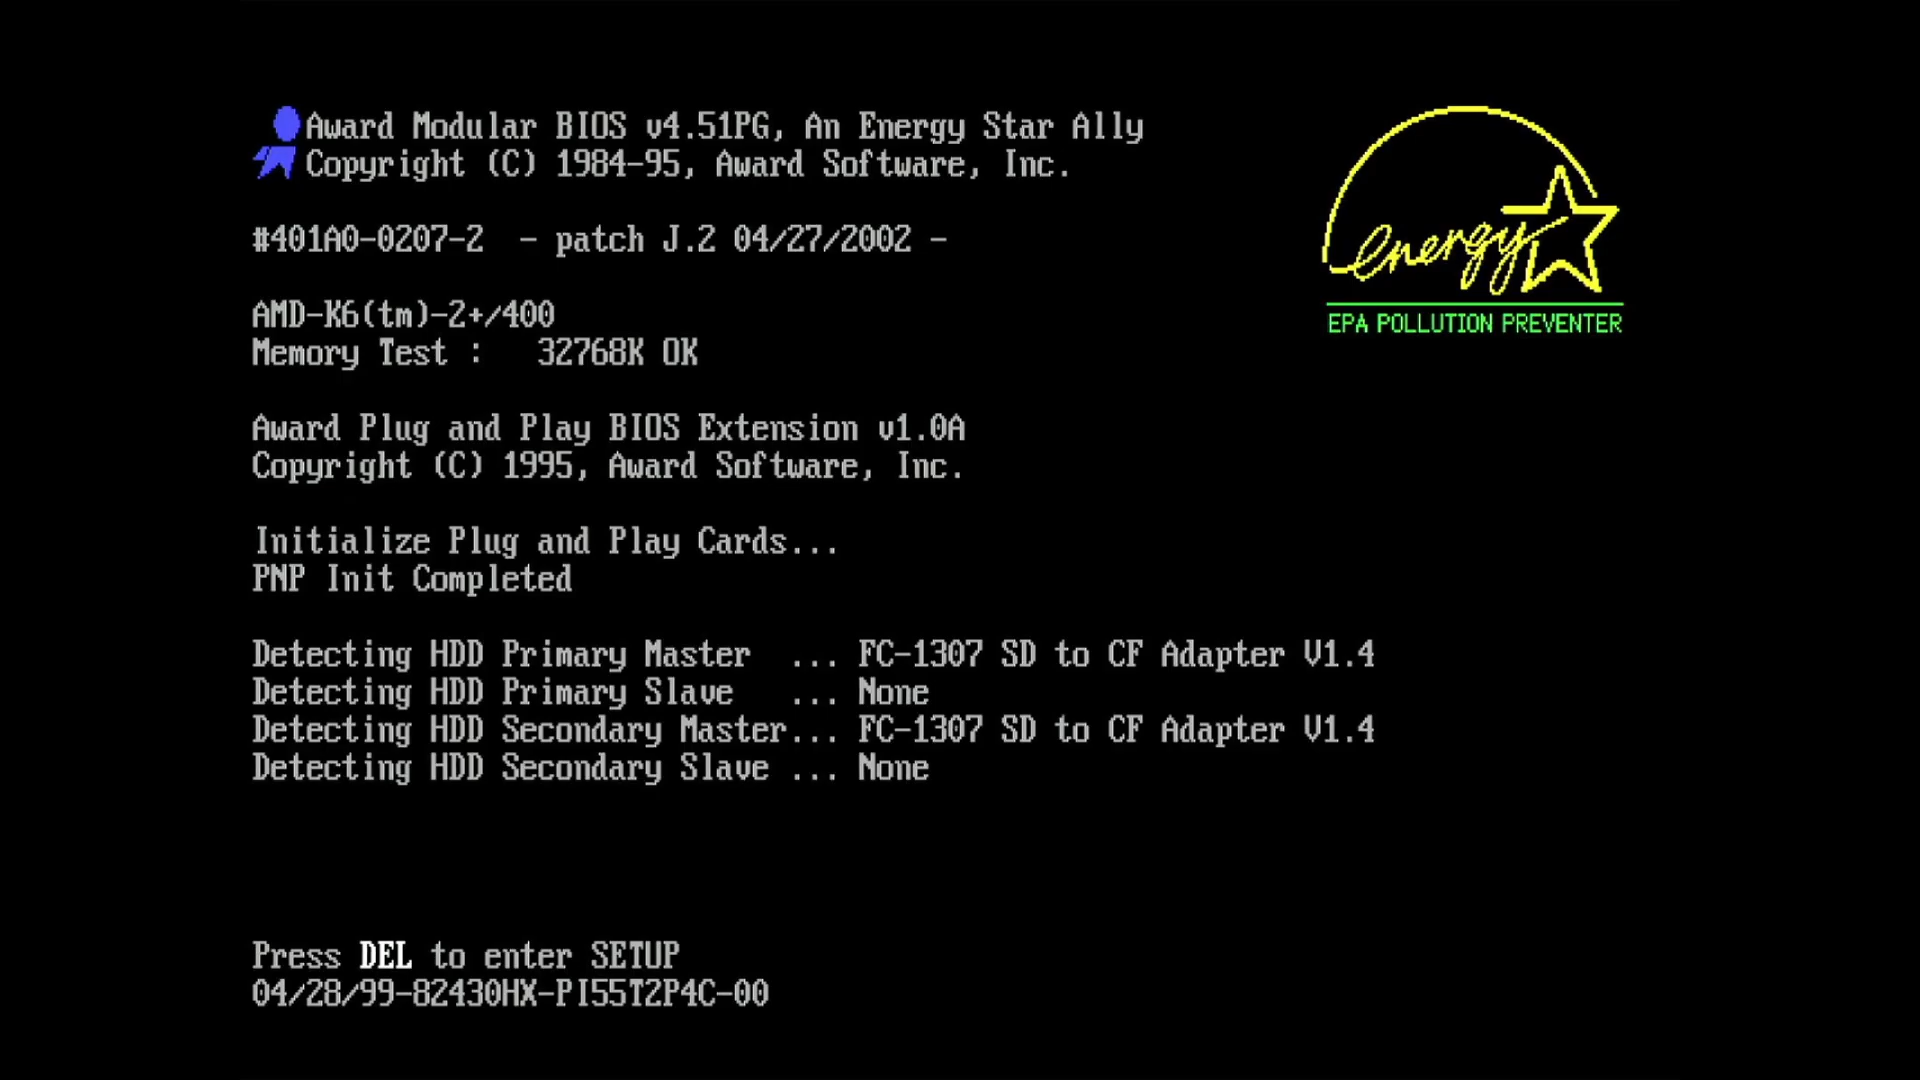 Award Modular BIOS v4.51PG, An Energy Star Ally
Copyright (C) 1984-95, Award Software, Inc.
energy
EPA POLLUTION PREVENTER
#401A0-0207-2  - patch J.2 04/27/2002 -
AMD-K6(tm)-2+/400
Memory Test :   32768K OK
Award Plug and Play BIOS Extension v1.0A
Copyright (C) 1995, Award Software, Inc.
Initialize Plug and Play Cards...
PNP Init Completed
Detecting HDD Primary Master  ... FC-1307 SD to CF Adapter V1.4
Detecting HDD Primary Slave   ... None
Detecting HDD Secondary Master... FC-1307 SD to CF Adapter V1.4
Detecting HDD Secondary Slave ... None
Press DEL to enter SETUP
04/28/99-82430HX-PI55T2P4C-00